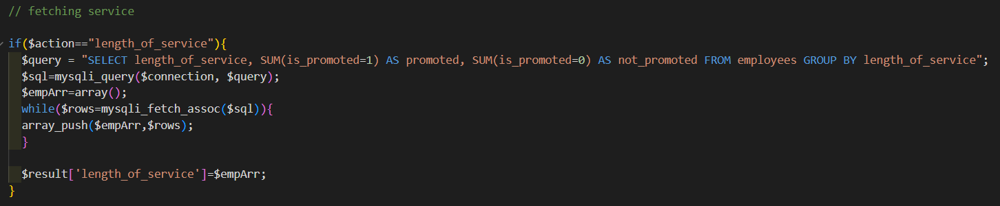 // fetching service
if($action=="length_of_service"){
$query = "SELECT length_of_service, SUM(is_promoted=1) AS promoted, SUM(is_promoted=0) AS not_promoted FROM employees GROUP BY length_of_service";
$sql=mysqli_query($connection, $query);
$empArr=array();
while($rows=mysqli_fetch_assoc($sql)){
array_push($empArr,$rows);
}
$result['length_of_service']=$empArr;
}